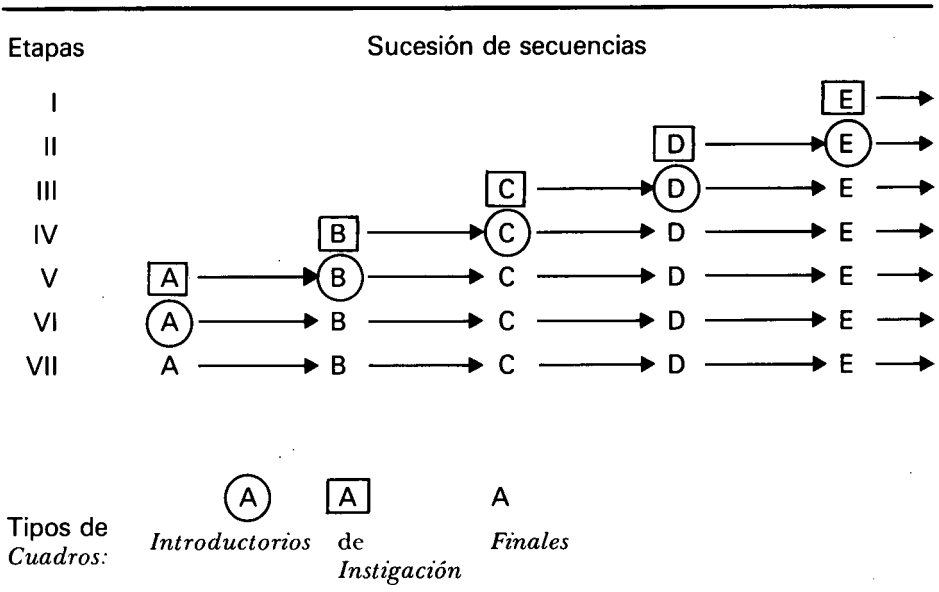 Etapas Sucesión de secuencias
I E
II D E
III C D E
IV B C D E
V A B C D E
VI A B C D E
VII A B C D E
A A A
Tipos de Introductorios de Finales
Cuadros: Instigación